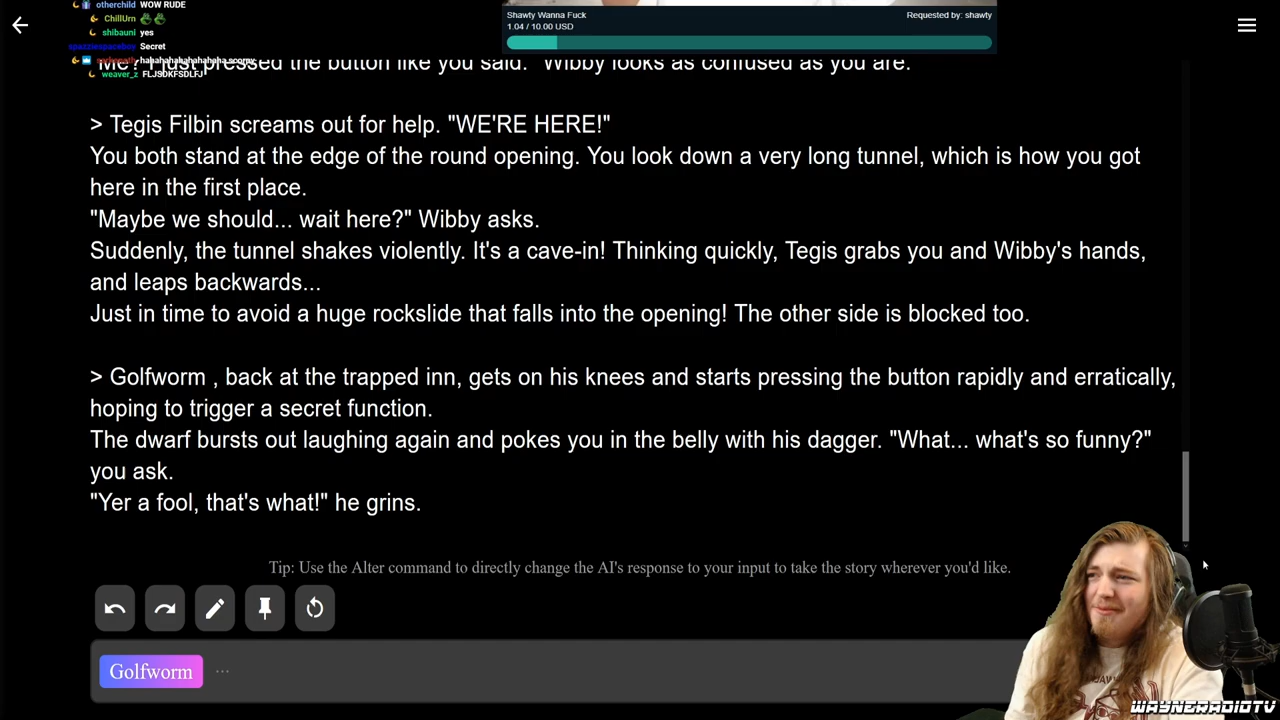 otherchild WOW RUDE
ChillUrn
shibauni yes
spazziespaceboy Secret
hahahahahahahahaha scorpy
weaver_z FLJSDKFSDLFJ
Shawty Wanna Fuck
Requested by: shawty
1.04 / 10.00 USD
pressed the button like you said." Wibby looks as confused as you are.
> Tegis Filbin screams out for help. "WE'RE HERE!"
You both stand at the edge of the round opening. You look down a very long tunnel, which is how you got
here in the first place.
"Maybe we should... wait here?" Wibby asks.
Suddenly, the tunnel shakes violently. It's a cave-in! Thinking quickly, Tegis grabs you and Wibby's hands,
and leaps backwards...
Just in time to avoid a huge rockslide that falls into the opening! The other side is blocked too.
> Golfworm , back at the trapped inn, gets on his knees and starts pressing the button rapidly and erratically,
hoping to trigger a secret function.
The dwarf bursts out laughing again and pokes you in the belly with his dagger. "What... what's so funny?"
you ask.
"Yer a fool, that's what!" he grins.
Tip: Use the Alter command to directly change the AI's response to your input to take the story wherever you'd like.
Golfworm ...
WAYNERADIOTV